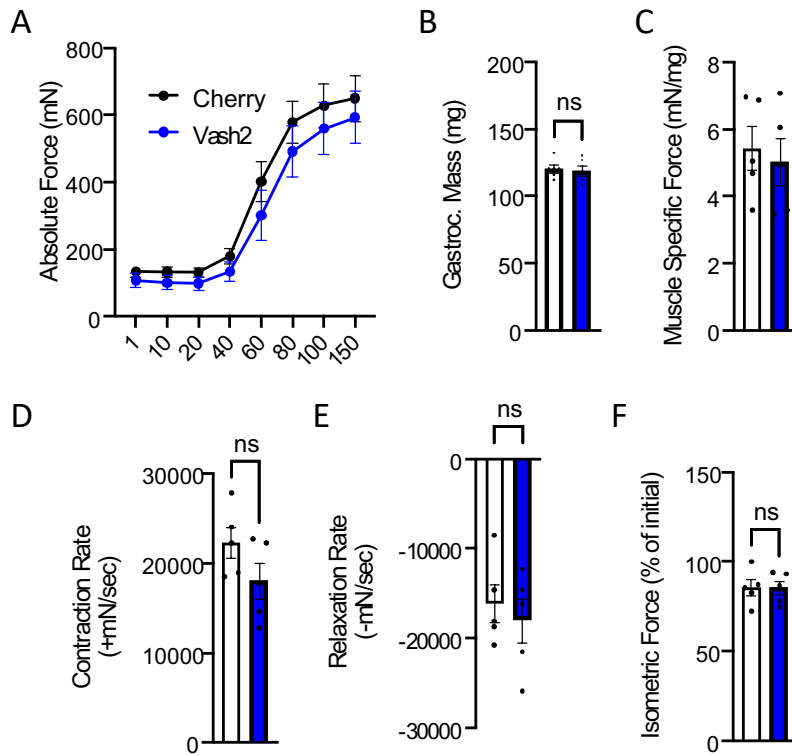 A
Absolute Force (mN)
800
600
400
200
0
Cherry
Vash2
1
10
20
40
60
80
100
150
B
Gastroc. Mass (mg)
200
150
100
50
0
ns
C
Muscle Specific Force (mN/mg)
8
6
4
2
0
D
Contraction Rate
(+mN/sec)
30000
20000
10000
0
ns
E
Relaxation Rate
(-mN/sec)
0
-10000
-20000
-30000
ns
F
Isometric Force (% of initial)
150
100
50
0
ns